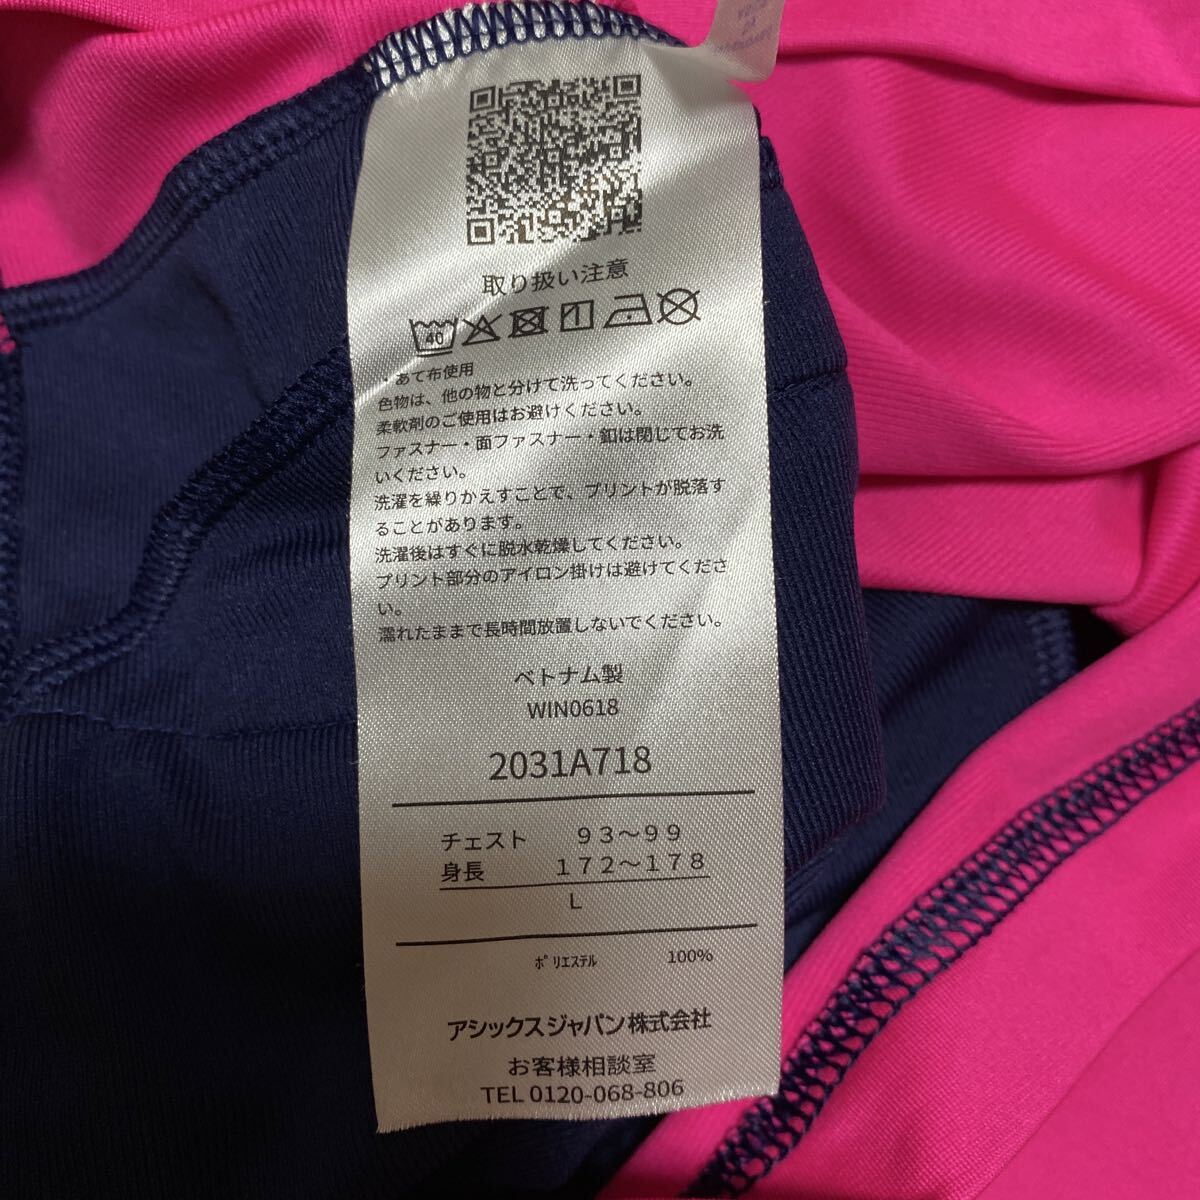 取り扱い注意
40
あて布使用
色物は、他の物と分けて洗ってください。
柔軟剤のご使用はお避けください。
ファスナー・面ファスナー・釦は閉じてお洗
いください。
洗濯を繰りかえすことで、プリントが脱落す
ることがあります。
洗濯後はすぐに脱水乾燥してください。
プリント部分のアイロン掛けは避けてくださ
い。
濡れたままで長時間放置しないでください。
ベトナム製
WIN0618
2031A718
チェスト 93～99
身長 172～178
L
ポリエステル 100%
アシックスジャパン株式会社
お客様相談室
TEL 0120-068-806